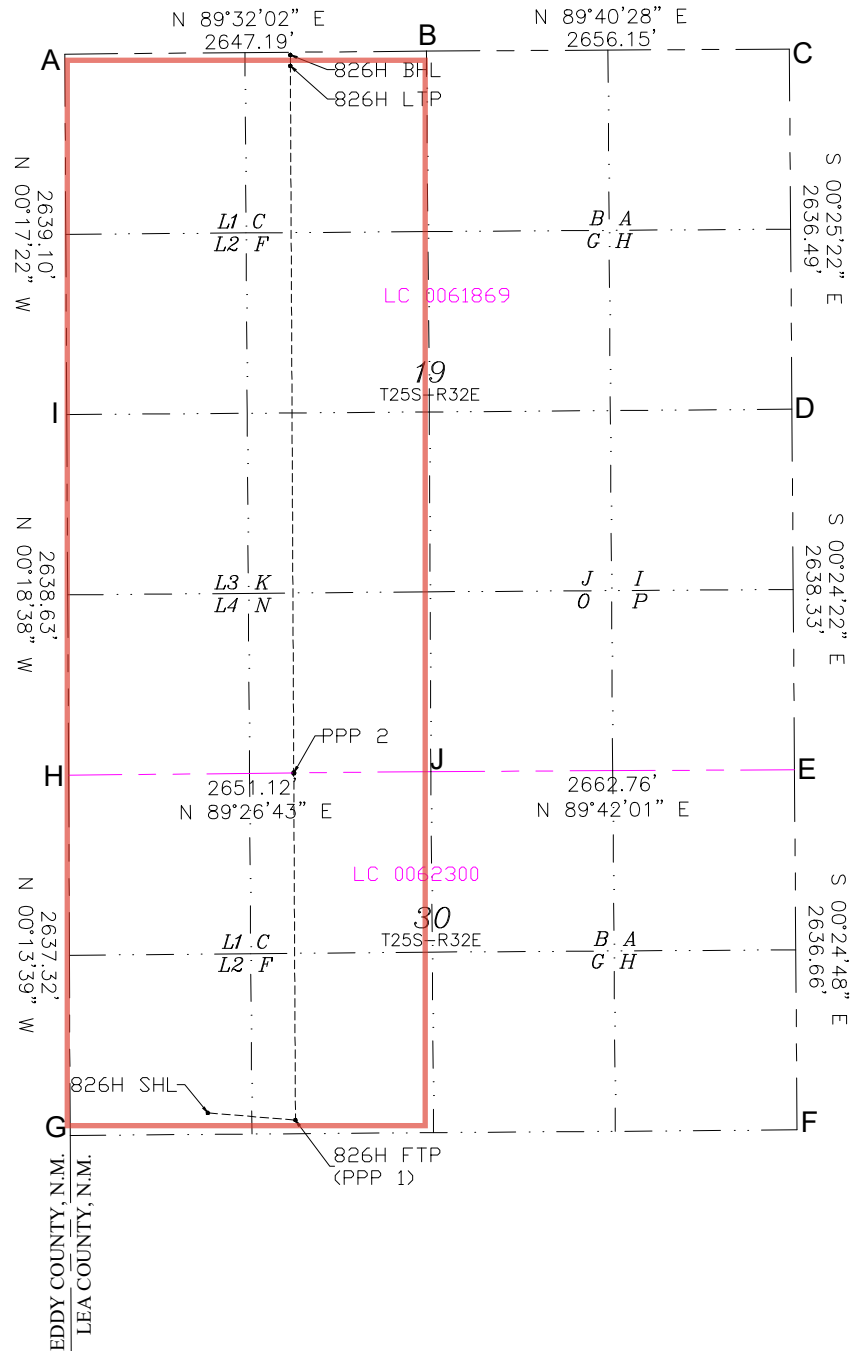 N 89°32'02" E
2647.19'
N 89°40'28" E
2656.15'
A
B
C
826H BHL
826H LTP
N 00°17'22" W
2639.10'
S 00°25'22" E
2636.49'
L1 C
L2 F
B A
G H
LC 0061869
19
T25S-R32E
I
D
N 00°18'38" W
2638.63'
S 00°24'22" E
2638.33'
L3 K
L4 N
J I
O P
PPP 2
H
J
E
2651.12'
N 89°26'43" E
2662.76'
N 89°42'01" E
LC 0062300
30
T25S-R32E
N 00°13'39" W
2637.32'
S 00°24'48" E
2636.66'
L1 C
L2 F
B A
G H
826H SHL
G
F
826H FTP
(PPP 1)
EDDY COUNTY, N.M.
LEA COUNTY, N.M.